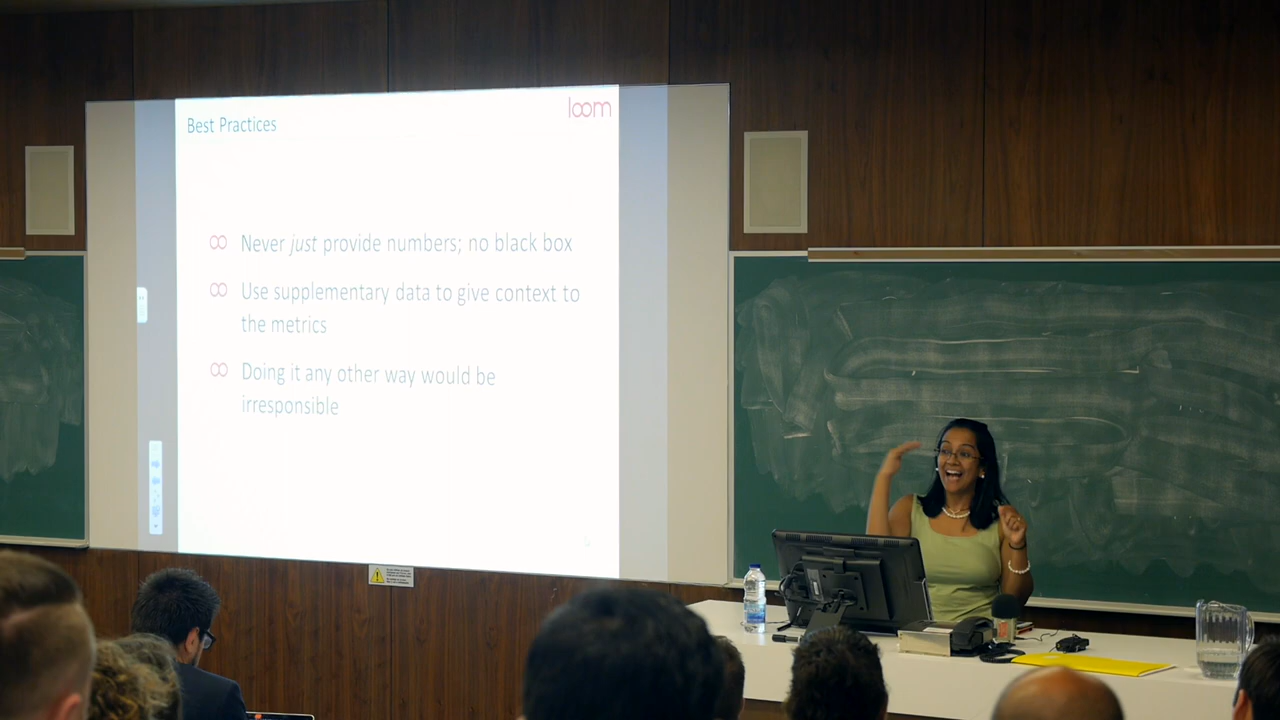 loom
Best Practices
Never just provide numbers; no black box
Use supplementary data to give context to
the metrics
Doing it any other way would be
irresponsible